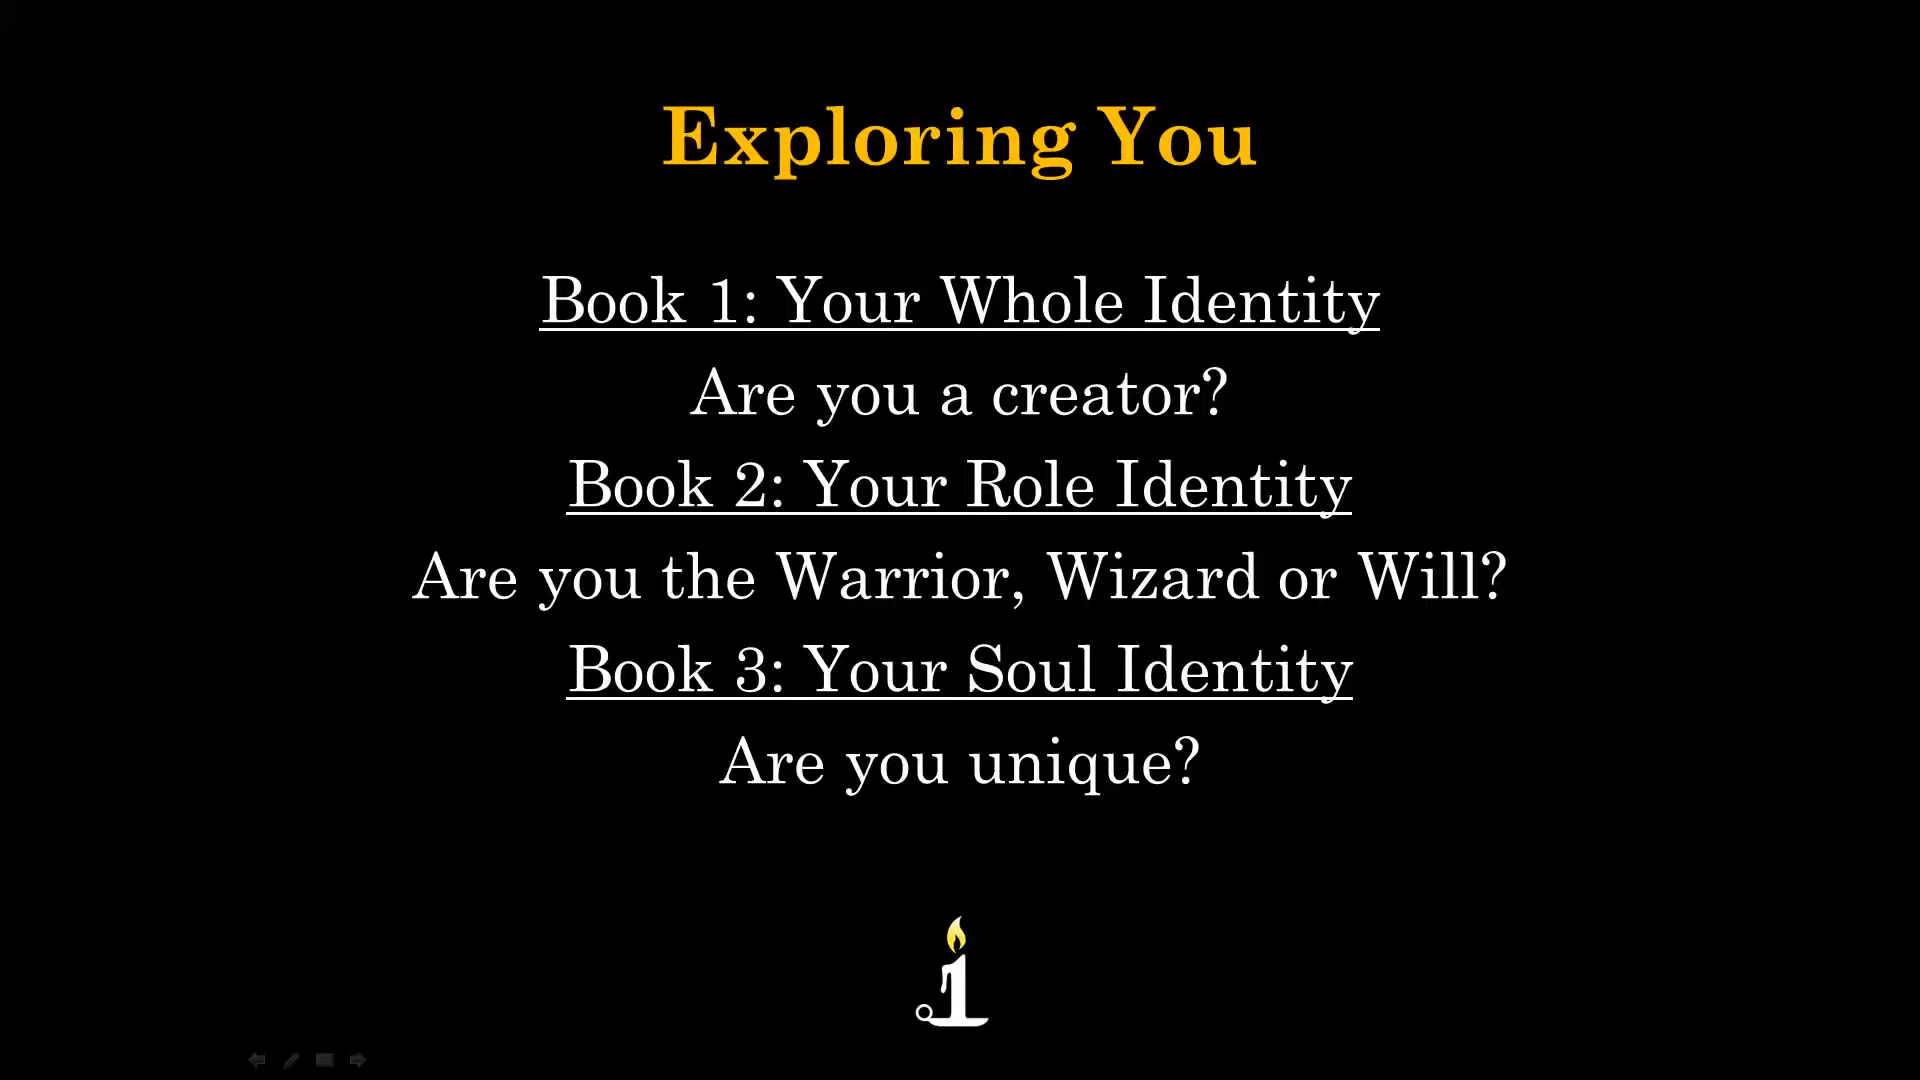 Exploring You
Book 1: Your Whole Identity
Are you a creator?
Book 2: Your Role Identity
Are you the Warrior, Wizard or Will?
Book 3: Your Soul Identity
Are you unique?